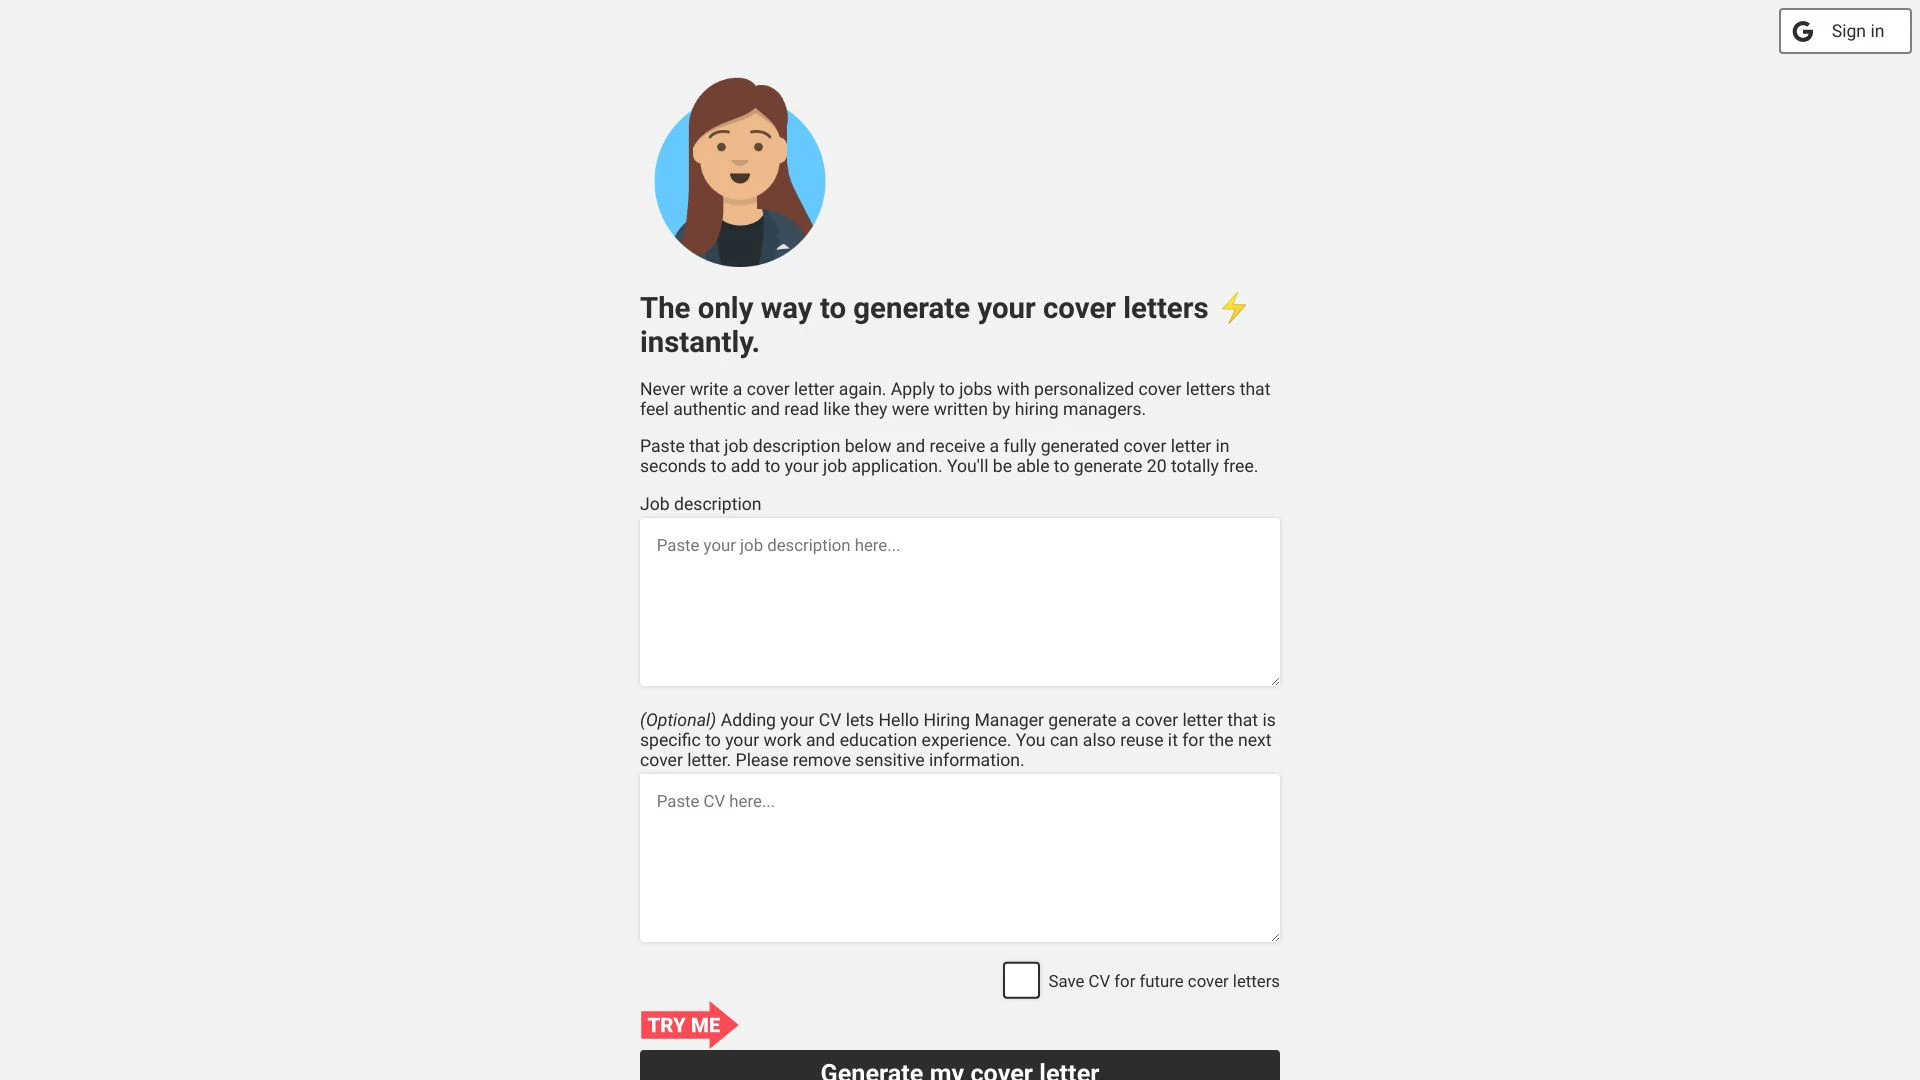 Sign in
The only way to generate your cover letters ⚡
instantly.
Never write a cover letter again. Apply to jobs with personalized cover letters that
feel authentic and read like they were written by hiring managers.
Paste that job description below and receive a fully generated cover letter in
seconds to add to your job application. You'll be able to generate 20 totally free.
Job description
Paste your job description here...
(Optional) Adding your CV lets Hello Hiring Manager generate a cover letter that is
specific to your work and education experience. You can also reuse it for the next
cover letter. Please remove sensitive information.
Paste CV here...
Save CV for future cover letters
TRY ME
Generate my cover letter